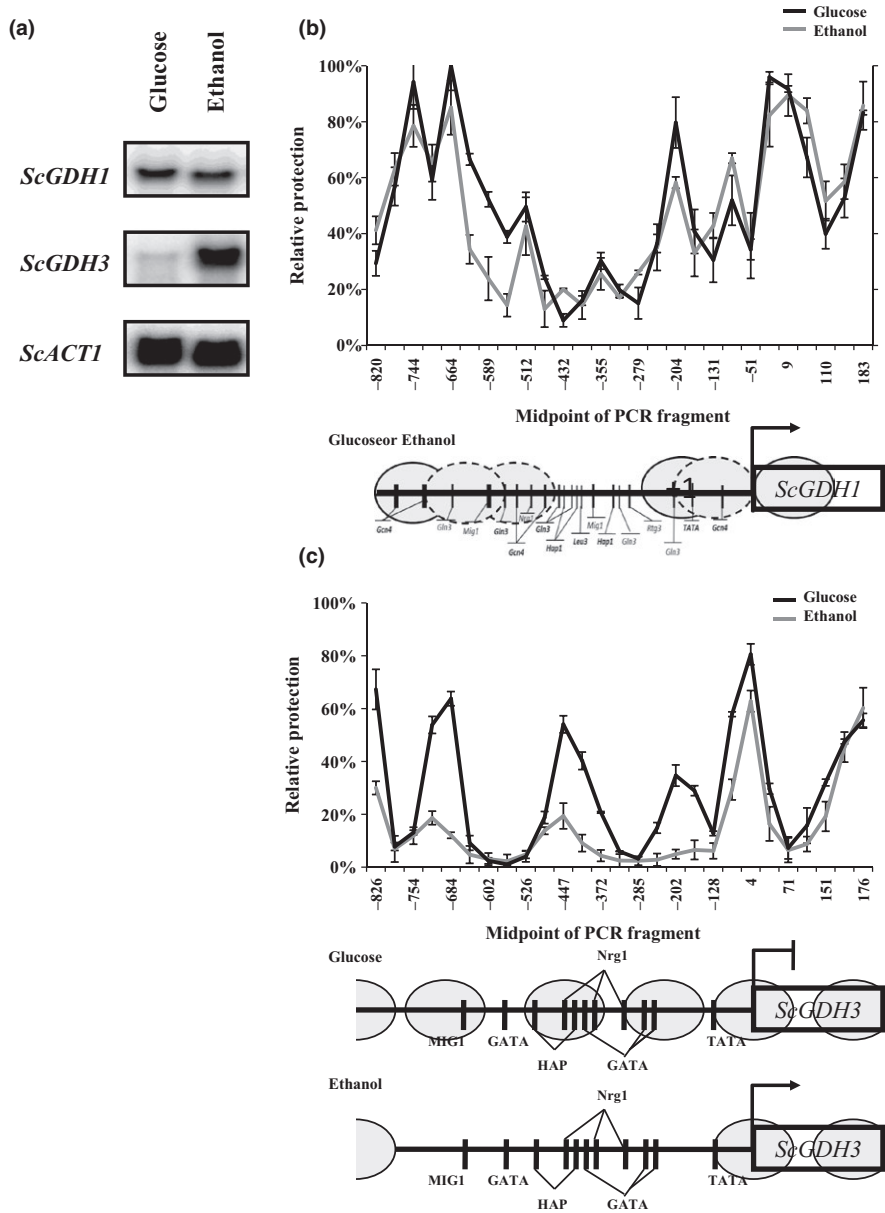 (a)
Glucose Ethanol
ScGDH1
ScGDH3
ScACT1
(b)
Glucose
Ethanol
Relative protection
100%
80%
60%
40%
20%
0%
–820 –744 –664 –589 –512 –432 –355 –279 –204 –131 –51 9 110 183
Midpoint of PCR fragment
Glucoseor Ethanol
+1
ScGDH1
Gcn4 Gln3 Mig1 Gln3 Nrg1 Gln3 Mig1 Rtg3 TATA Gcn4
Gcn4 Hap1 Leu3 Hap1 Gln3 Gln3
(c)
Glucose
Ethanol
Relative protection
100%
80%
60%
40%
20%
0%
–826 –754 –684 –602 –526 –447 –372 –285 –202 –128 4 71 151 176
Midpoint of PCR fragment
Glucose
Nrg1
ScGDH3
MIG1 GATA TATA
HAP GATA
Ethanol
Nrg1
ScGDH3
MIG1 GATA TATA
HAP GATA